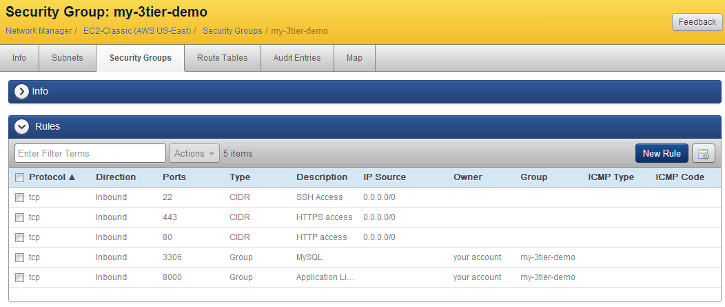 Security Group: my-3tier-demo
Feedback
Network Manager / EC2-Classic (AWS US-East) / Security Groups / my-3tier-demo
Info Subnets Security Groups Route Tables Audit Entries Map
Info
Rules
Enter Filter Terms Actions 5 items New Rule
Protocol Direction Ports Type Description IP Source Owner Group ICMP Type ICMP Code
tcp Inbound 22 CIDR SSH Access 0.0.0.0/0
tcp Inbound 443 CIDR HTTPS access 0.0.0.0/0
tcp Inbound 80 CIDR HTTP access 0.0.0.0/0
tcp Inbound 3306 Group MySQL your account my-3tier-demo
tcp Inbound 8000 Group Application Li... your account my-3tier-demo